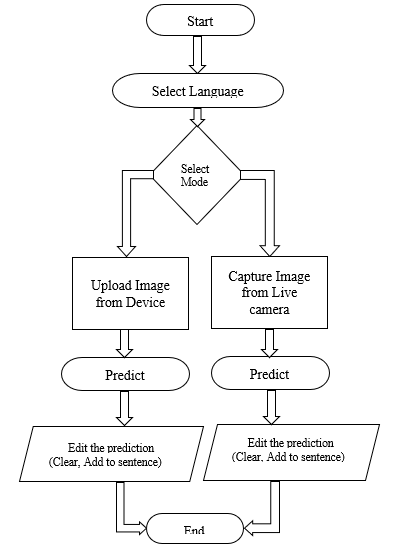 Start
Select Language
Select
Mode
Upload Image
from Device
Capture Image
from Live
camera
Predict
Predict
Edit the prediction
(Clear, Add to sentence)
Edit the prediction
(Clear, Add to sentence)
End